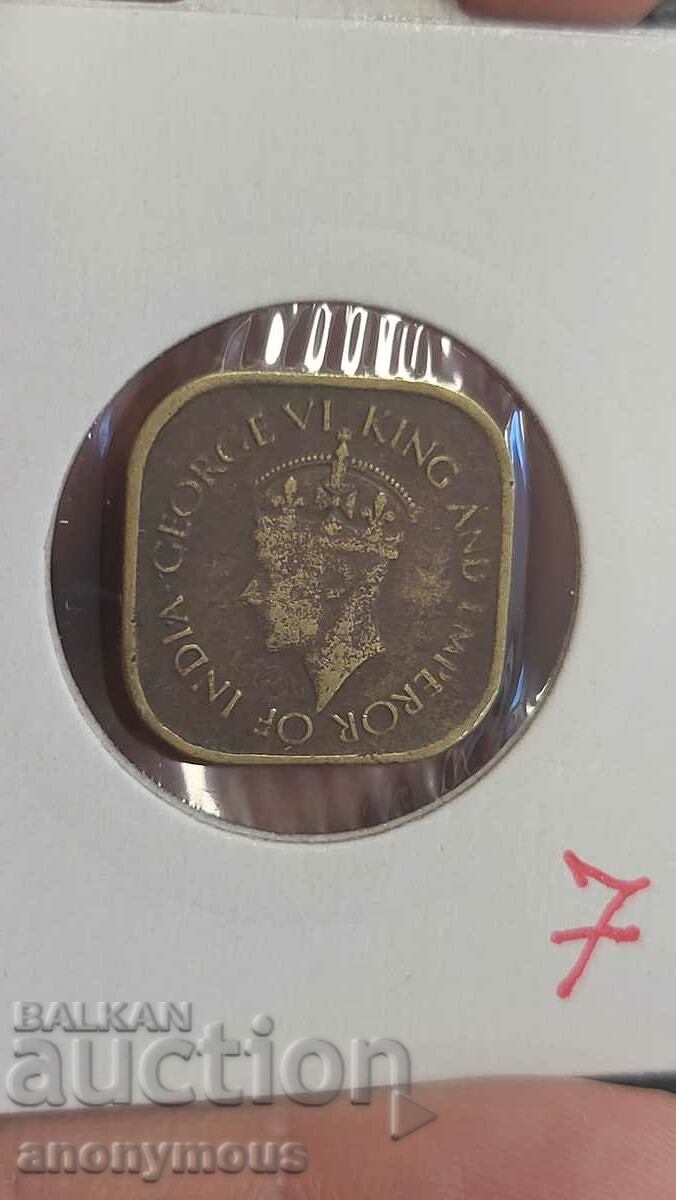 GEORGE VI KING AND EMPEROR OF INDIA
7
BALKAN
auction
anonymous